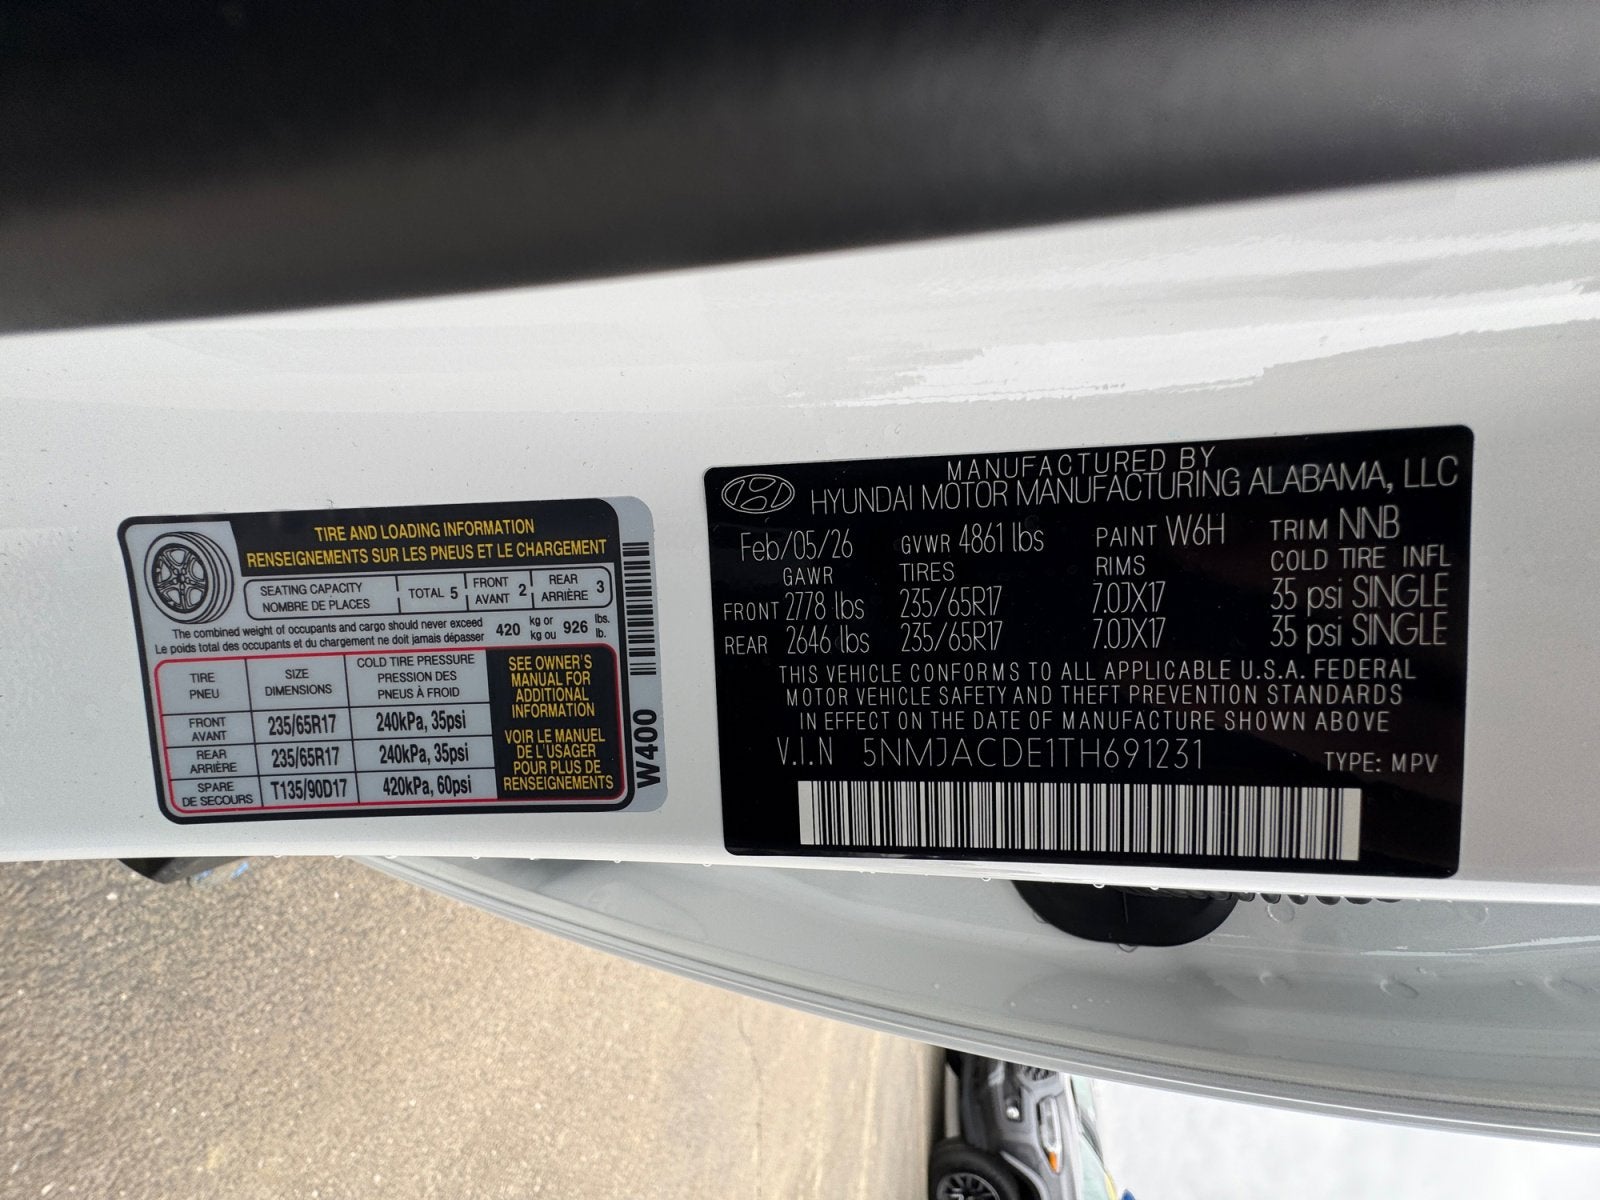 TIRE AND LOADING INFORMATION
RENSEIGNEMENTS SUR LES PNEUS ET LE CHARGEMENT
SEATING CAPACITY
NOMBRE DE PLACES
TOTAL 5
FRONT
AVANT 2
REAR
ARRIÈRE 3
The combined weight of occupants and cargo should never exceed
Le poids total des occupants et du chargement ne doit jamais dépasser
420 kg or
kg ou 926 lbs.
lb.
TIRE
PNEU
SIZE
DIMENSIONS
COLD TIRE PRESSURE
PRESSION DES
PNEUS À FROID
FRONT
AVANT
235/65R17
240kPa, 35psi
REAR
ARRIÈRE
235/65R17
240kPa, 35psi
SPARE
DE SECOURS
T135/90D17
420kPa, 60psi
SEE OWNER'S
MANUAL FOR
ADDITIONAL
INFORMATION
VOIR LE MANUEL
DE L'USAGER
POUR PLUS DE
RENSEIGNEMENTS
W400
MANUFACTURED BY
HYUNDAI MOTOR MANUFACTURING ALABAMA, LLC
Feb/05/26 GVWR 4861 lbs PAINT W6H TRIM NNB
GAWR TIRES RIMS COLD TIRE INFL
FRONT 2778 lbs 235/65R17 7.0JX17 35 psi SINGLE
REAR 2646 lbs 235/65R17 7.0JX17 35 psi SINGLE
THIS VEHICLE CONFORMS TO ALL APPLICABLE U.S.A. FEDERAL
MOTOR VEHICLE SAFETY AND THEFT PREVENTION STANDARDS
IN EFFECT ON THE DATE OF MANUFACTURE SHOWN ABOVE
V.I.N 5NMJACDE1TH691231 TYPE: MPV